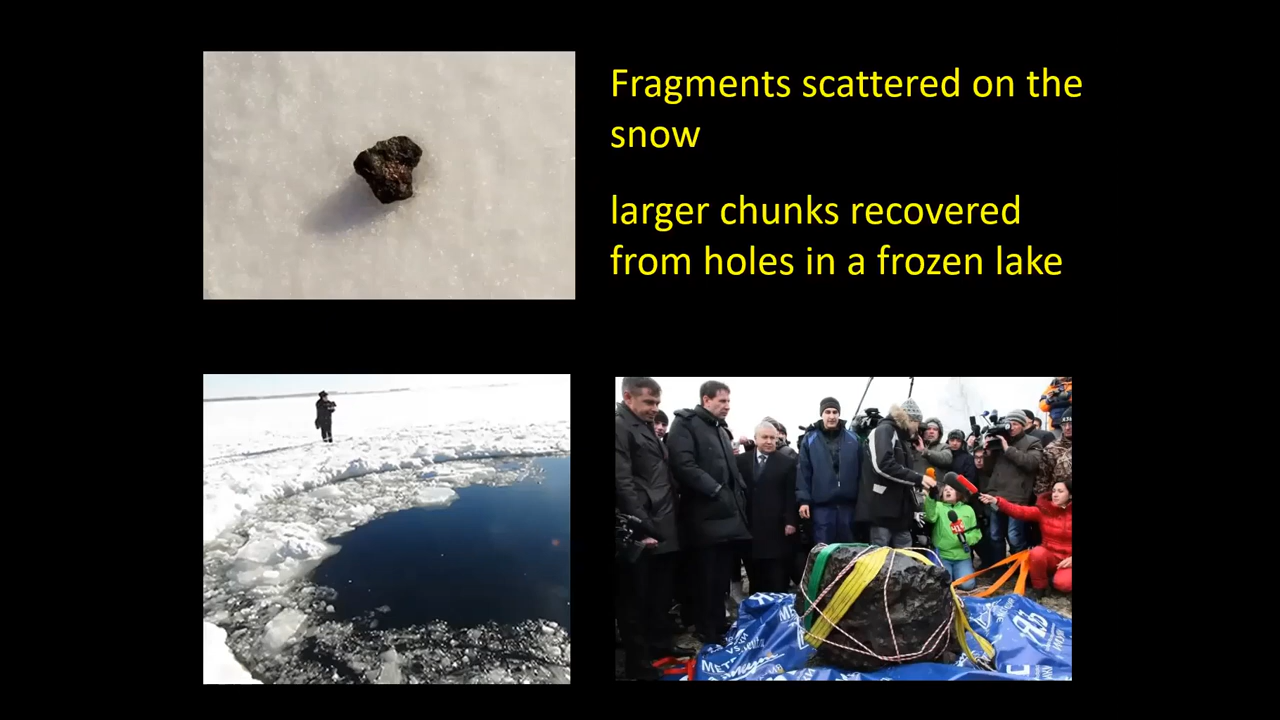 Fragments scattered on the
snow
larger chunks recovered
from holes in a frozen lake